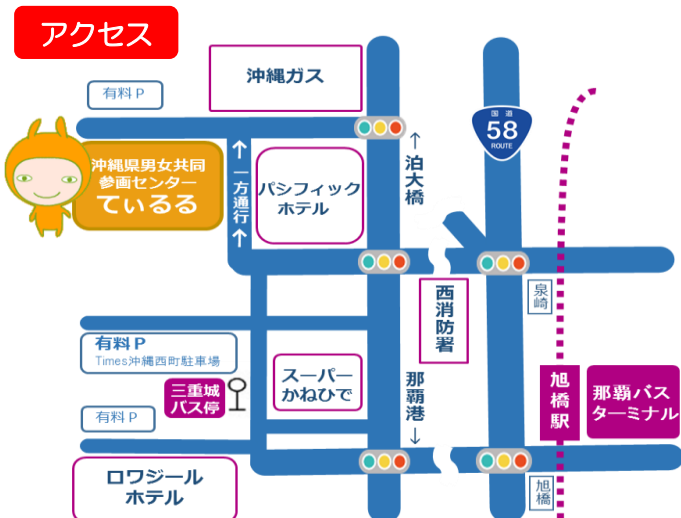 アクセス
沖縄ガス
有料P
国道
58
ROUTE
↑
泊大橋
沖縄県男女共同
参画センター
てぃるる
↑一方通行↑
パシフィック
ホテル
西消防署
泉崎
有料P
Times沖縄西町駐車場
三重城
バス停
スーパー
かねひで
那覇港
↓
旭橋駅
那覇バス
ターミナル
有料P
ロワジール
ホテル
旭橋